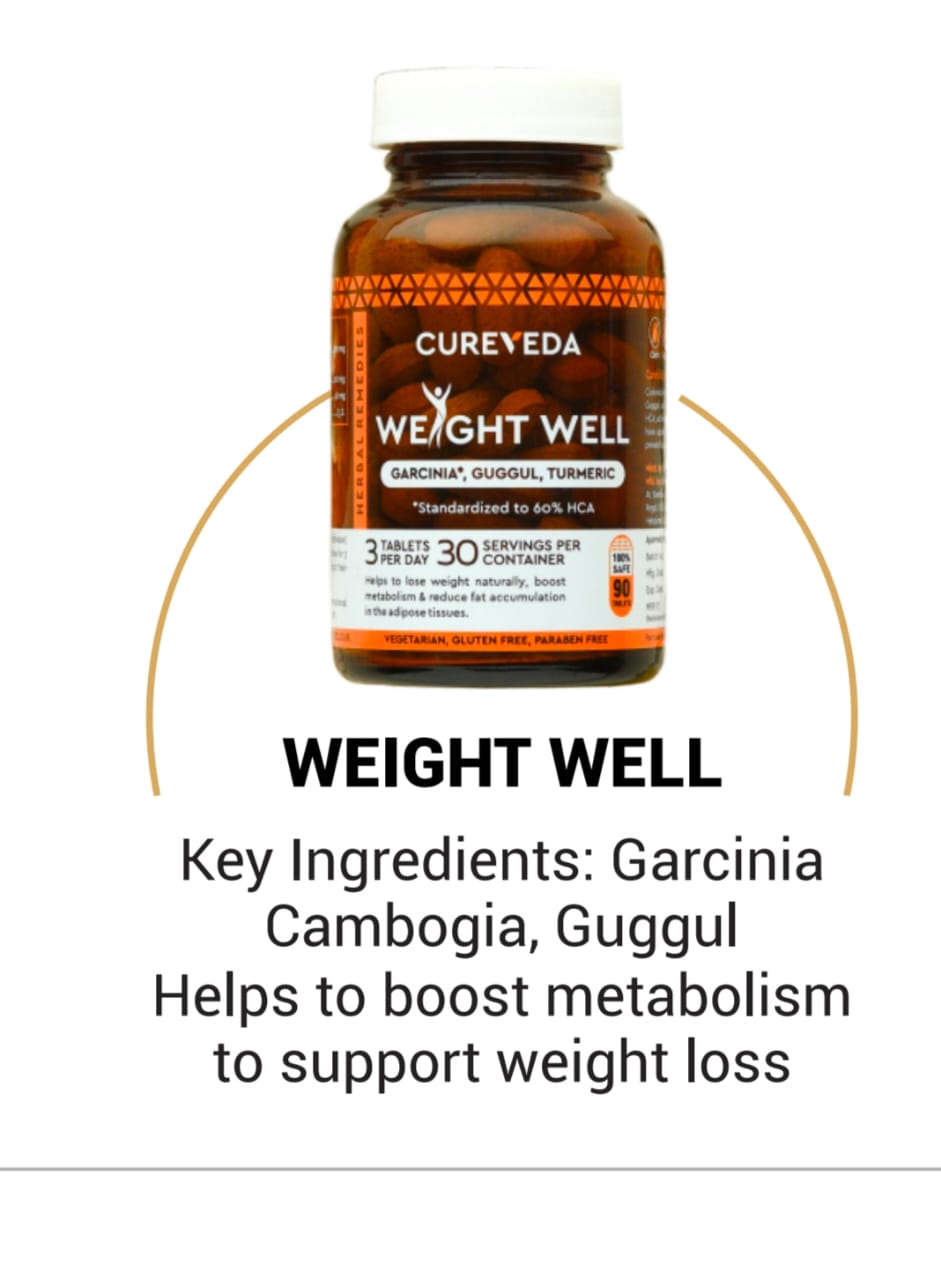 CUREVEDA
HERBAL REMEDIES
WEIGHT WELL
GARCINIA*, GUGGUL, TURMERIC
*Standardized to 60% HCA
3 TABLETS PER DAY 30 SERVINGS PER CONTAINER
100% SAFE
90 TABLETS
Helps to lose weight naturally, boost
metabolism & reduce fat accumulation
in the adipose tissues.
VEGETARIAN, GLUTEN FREE, PARABEN FREE
WEIGHT WELL
Key Ingredients: Garcinia
Cambogia, Guggul
Helps to boost metabolism
to support weight loss